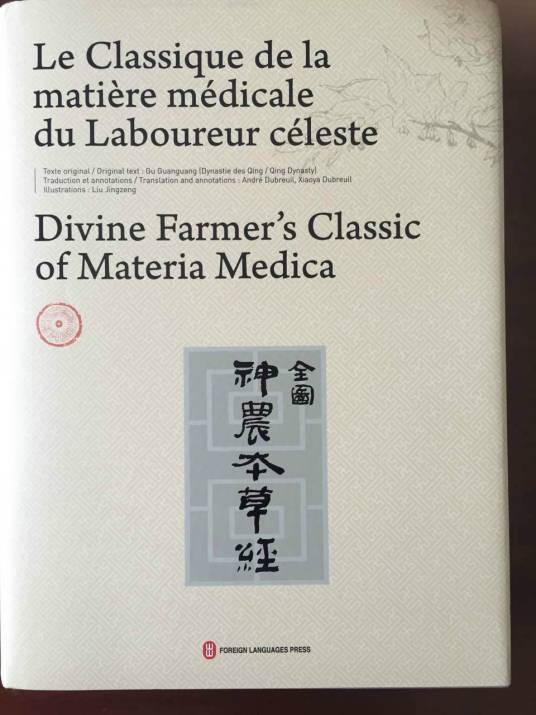 Le Classique de la
matière médicale
du Laboureur céleste
Texte original / Original text : Gu Guanguang (Dynastie des Qing / Qing Dynasty)
Traduction et annotations / Translation and annotations : André Dubreuil, Xiaoya Dubreuil
Illustrations : Liu Jingzeng
Divine Farmer's Classic
of Materia Medica
全圖
神農本草經
FOREIGN LANGUAGES PRESS